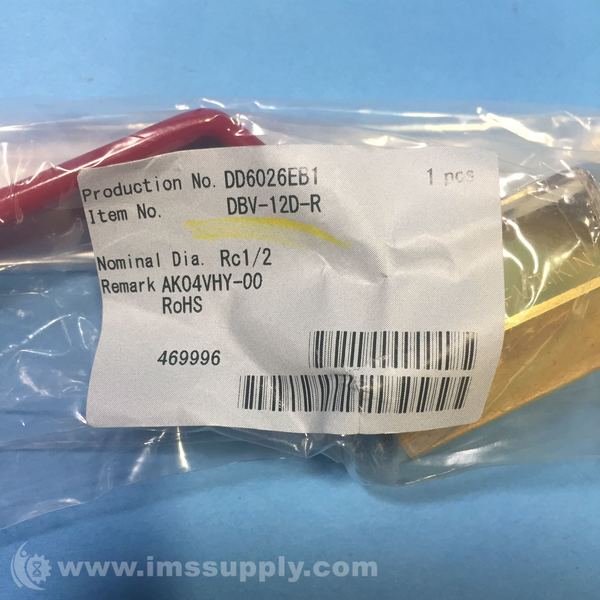 Production No. DD6026EB1 1 pcs
Item No. DBV-12D-R
Nominal Dia. Rc1/2
Remark AK04VHY-00
RoHS
469996
www.imssupply.com